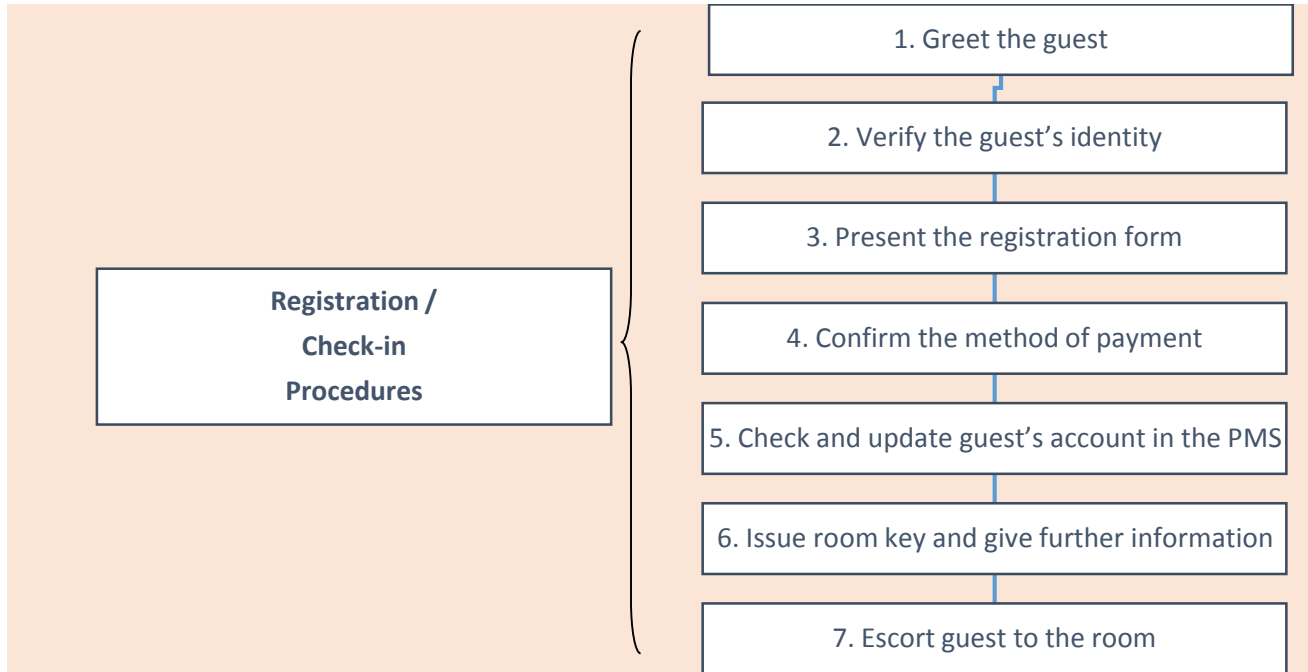 Registration /
Check-in
Procedures
1. Greet the guest
2. Verify the guest’s identity
3. Present the registration form
4. Confirm the method of payment
5. Check and update guest’s account in the PMS
6. Issue room key and give further information
7. Escort guest to the room